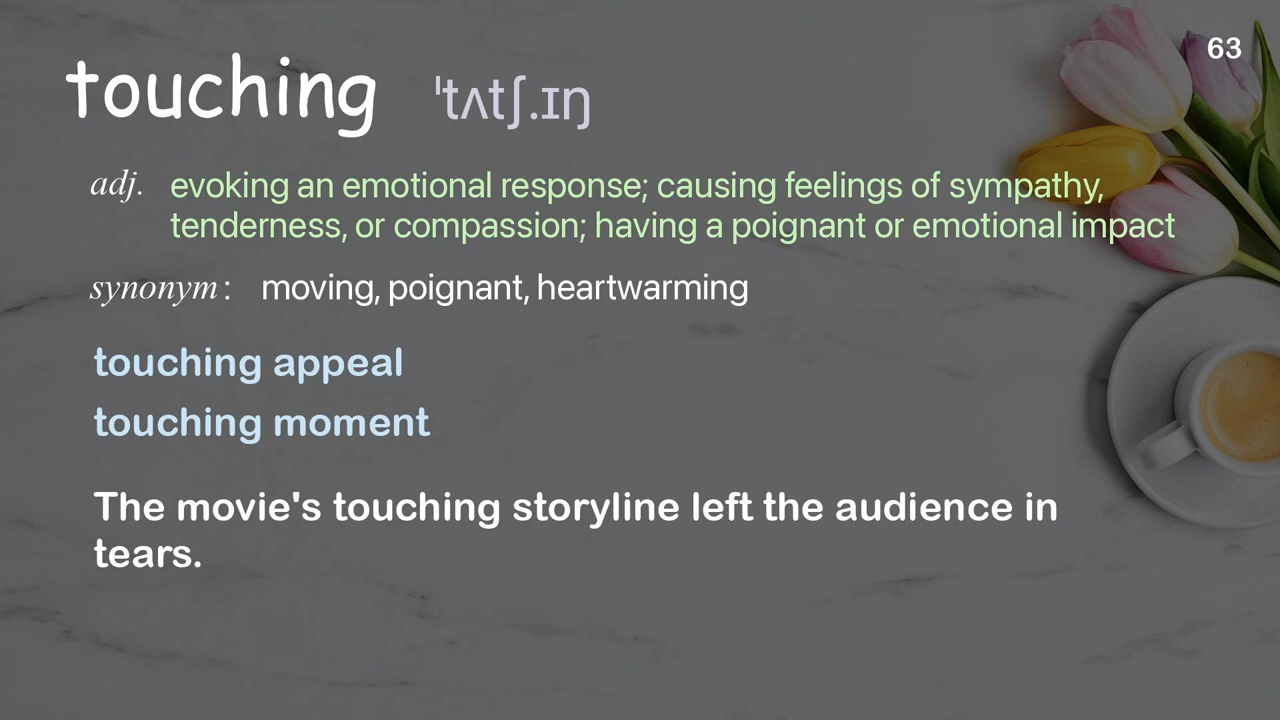 63
touching ˈtʌtʃ.ɪŋ
adj. evoking an emotional response; causing feelings of sympathy,
tenderness, or compassion; having a poignant or emotional impact
synonym : moving, poignant, heartwarming
touching appeal
touching moment
The movie's touching storyline left the audience in
tears.